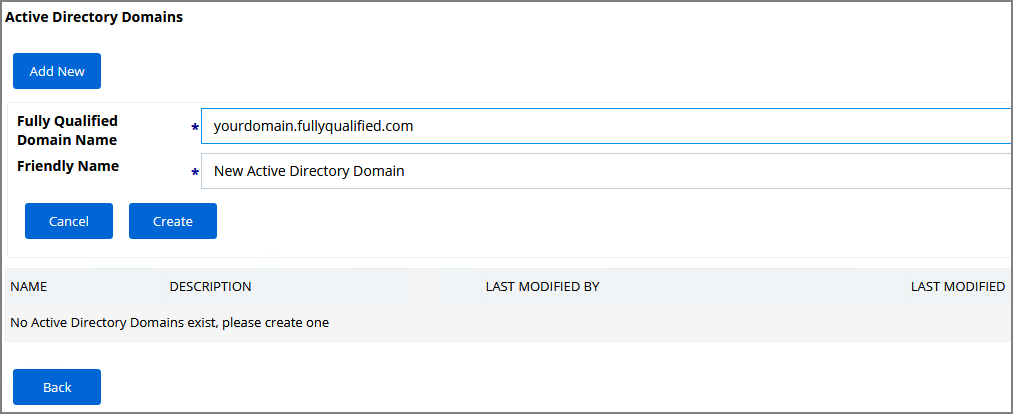 Active Directory Domains
Add New
Fully Qualified
Domain Name
* yourdomain.fullyqualified.com
Friendly Name
* New Active Directory Domain
Cancel Create
NAME DESCRIPTION LAST MODIFIED BY LAST MODIFIED
No Active Directory Domains exist, please create one
Back